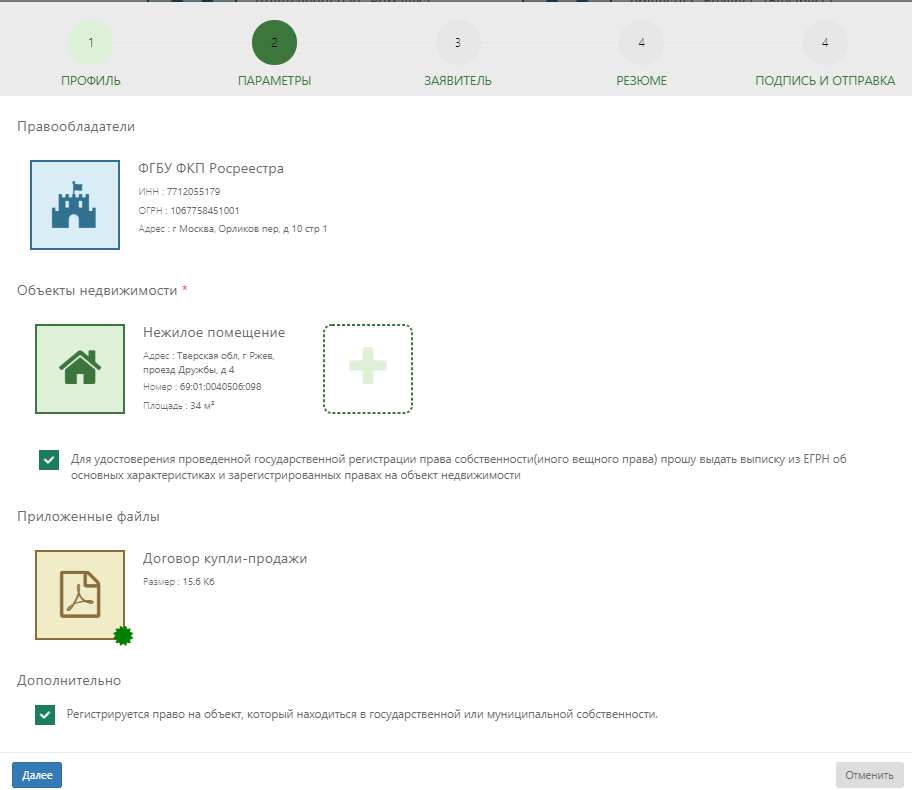 1
2
3
4
4
ПРОФИЛЬ
ПАРАМЕТРЫ
ЗАЯВИТЕЛЬ
РЕЗЮМЕ
ПОДПИСЬ И ОТПРАВКА
Правообладатели
ФГБУ ФКП Росреестра
ИНН : 7712055179
ОГРН : 1067758451001
Адрес : г Москва, Орликов пер, д 10 стр 1
Объекты недвижимости *
Нежилое помещение
Адрес : Тверская обл, г Ржев,
проезд Дружбы, д 4
Номер : 69:01:0040506:098
Площадь : 34 м²
Для удостоверения проведенной государственной регистрации права собственности(иного вещного права) прошу выдать выписку из ЕГРН об
основных характеристиках и зарегистрированных правах на объект недвижимости
Приложенные файлы
Договор купли-продажи
Размер : 15.6 Кб
Дополнительно
Регистрируется право на объект, который находиться в государственной или муниципальной собственности.
Далее
Отменить